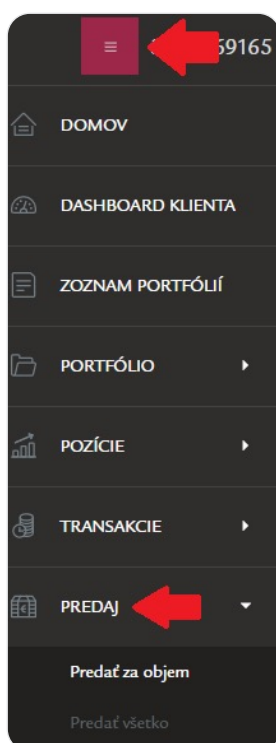 59165
DOMOV
DASHBOARD KLIENTA
ZOZNAM PORTFÓLIÍ
PORTFÓLIO
POZÍCIE
TRANSAKCIE
PREDAJ
Predať za objem
Predať všetko